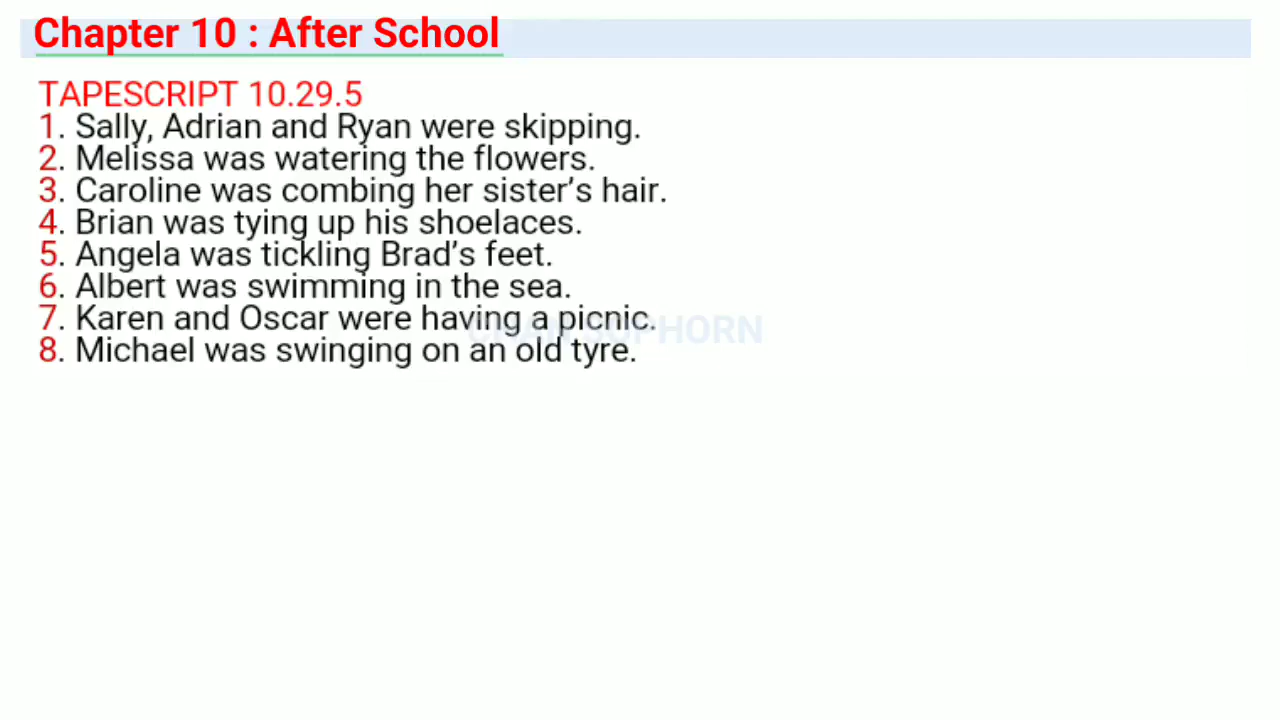 Chapter 10 : After School
TAPESCRIPT 10.29.5
1. Sally, Adrian and Ryan were skipping.
2. Melissa was watering the flowers.
3. Caroline was combing her sister’s hair.
4. Brian was tying up his shoelaces.
5. Angela was tickling Brad’s feet.
6. Albert was swimming in the sea.
7. Karen and Oscar were having a picnic.
CHAN SOPHORN
8. Michael was swinging on an old tyre.